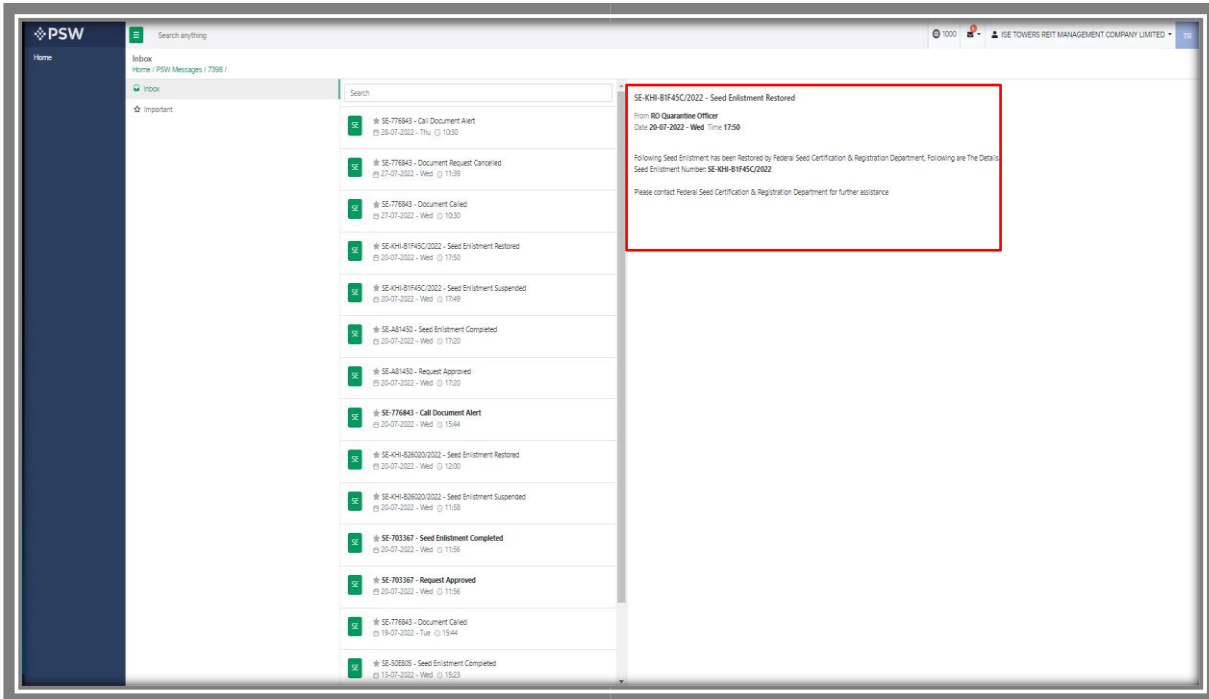 PSW
Search anything
1000
ISE TOWERS REIT MANAGEMENT COMPANY LIMITED
TR
Home
Inbox
Home / PSW Messages / 7398 /
Inbox
Important
Search
SE
SE-776843 - Call Document Alert
28-07-2022 - Thu 10:30
SE
SE-776843 - Document Request Cancelled
27-07-2022 - Wed 11:39
SE
SE-776843 - Document Called
27-07-2022 - Wed 10:30
SE
SE-KHI-B1F45C/2022 - Seed Enlistment Restored
20-07-2022 - Wed 17:50
SE
SE-KHI-B1F45C/2022 - Seed Enlistment Suspended
20-07-2022 - Wed 17:49
SE
SE-A81450 - Seed Enlistment Completed
20-07-2022 - Wed 17:20
SE
SE-A81450 - Request Approved
20-07-2022 - Wed 17:20
SE
SE-776843 - Call Document Alert
20-07-2022 - Wed 15:44
SE
SE-KHI-B26020/2022 - Seed Enlistment Restored
20-07-2022 - Wed 12:00
SE
SE-KHI-B26020/2022 - Seed Enlistment Suspended
20-07-2022 - Wed 11:58
SE
SE-703367 - Seed Enlistment Completed
20-07-2022 - Wed 11:56
SE
SE-703367 - Request Approved
20-07-2022 - Wed 11:56
SE
SE-776843 - Document Called
19-07-2022 - Tue 15:44
SE
SE-50E805 - Seed Enlistment Completed
13-07-2022 - Wed 15:23
SE-KHI-B1F45C/2022 - Seed Enlistment Restored
From RO Quarantine Officer
Date 20-07-2022 - Wed Time 17:50
Following Seed Enlistment has been Restored by Federal Seed Certification & Registration Department, Following are The Details.
Seed Enlistment Number: SE-KHI-B1F45C/2022
Please contact Federal Seed Certification & Registration Department for further assistance